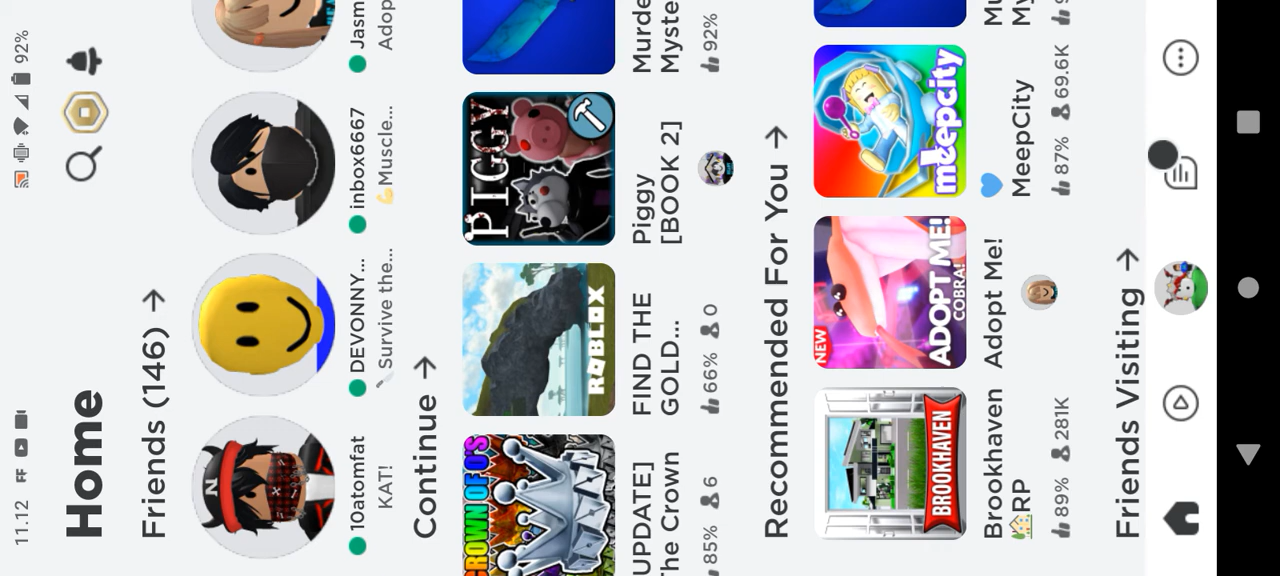 11.12
92%
Home
Friends (146) →
10atomfat
DEVONNY...
inbox6667
Jasm
KAT!
Survive the...
💪Muscle...
Adop
Continue →
CROWN OF O'S
ROBLOX
PIGGY
UPDATE]
The Crown
FIND THE
GOLD...
Piggy
[BOOK 2]
Murde
Myste
85% 6
66% 0
92%
Recommended For You →
BROOKHAVEN
NEW
ADOPT ME!
COBRA!
meepcity
Brookhaven
🏡RP
Adopt Me!
💙
MeepCity
Mu
My
89% 281K
87% 69.6K
Friends Visiting →